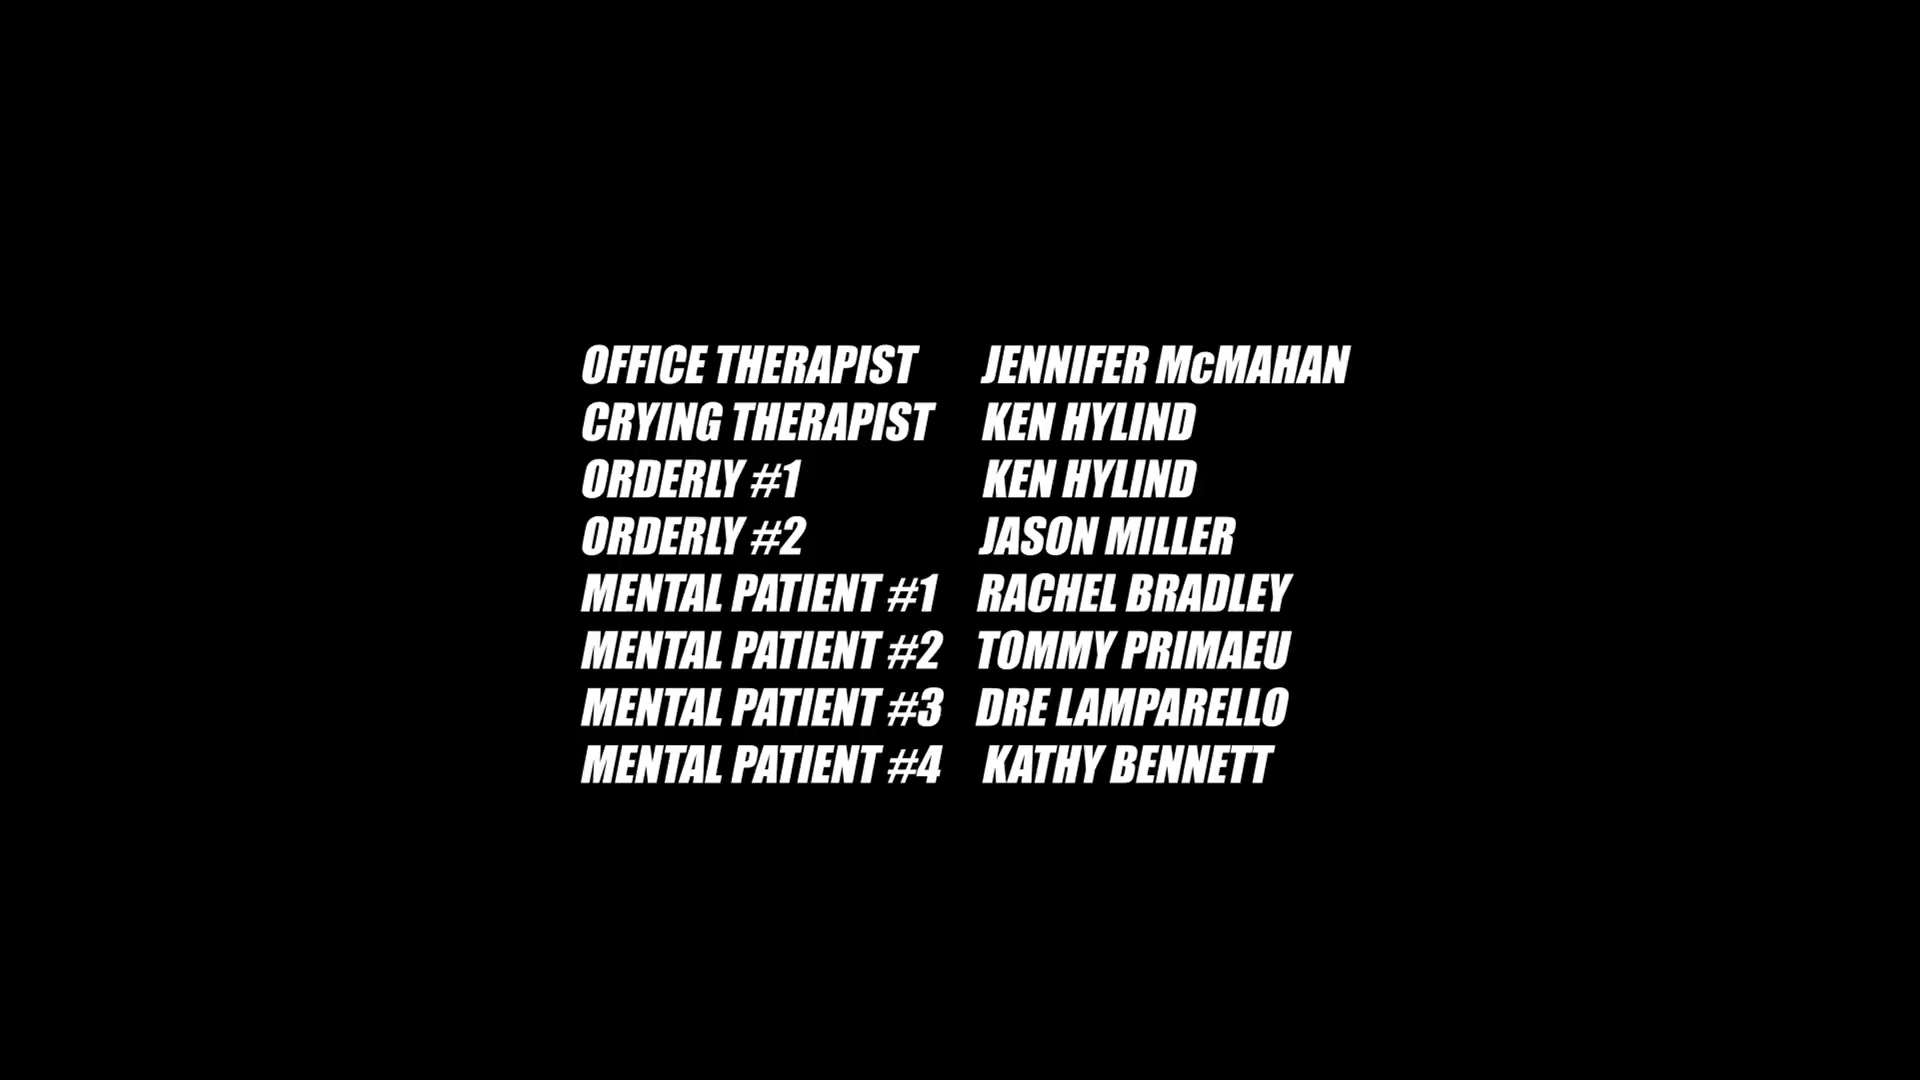 OFFICE THERAPIST JENNIFER McMAHAN
CRYING THERAPIST KEN HYLIND
ORDERLY #1 KEN HYLIND
ORDERLY #2 JASON MILLER
MENTAL PATIENT #1 RACHEL BRADLEY
MENTAL PATIENT #2 TOMMY PRIMAEU
MENTAL PATIENT #3 DRE LAMPARELLO
MENTAL PATIENT #4 KATHY BENNETT